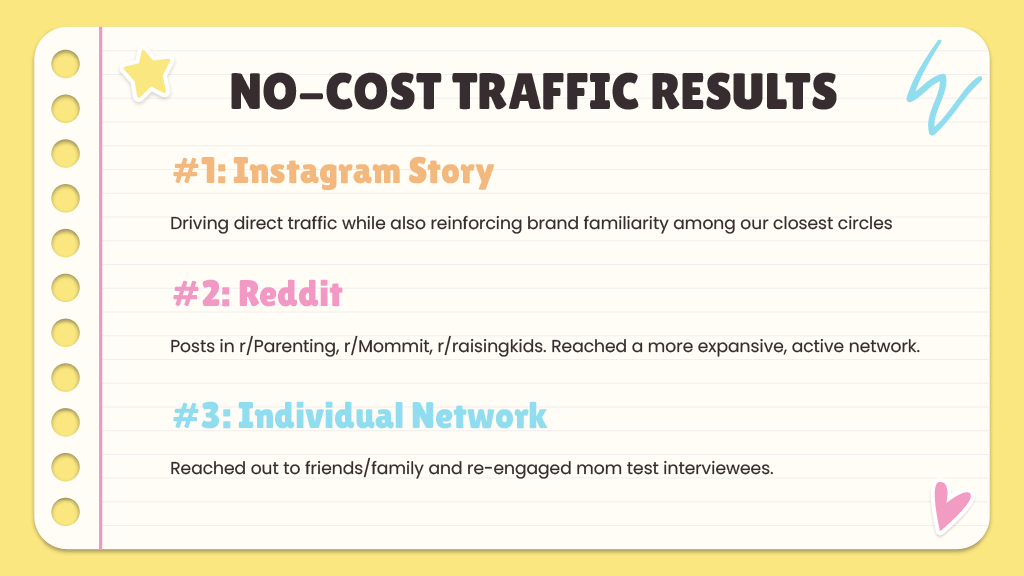 NO-COST TRAFFIC RESULTS
#1: Instagram Story
Driving direct traffic while also reinforcing brand familiarity among our closest circles
#2: Reddit
Posts in r/Parenting, r/Mommit, r/raisingkids. Reached a more expansive, active network.
#3: Individual Network
Reached out to friends/family and re-engaged mom test interviewees.